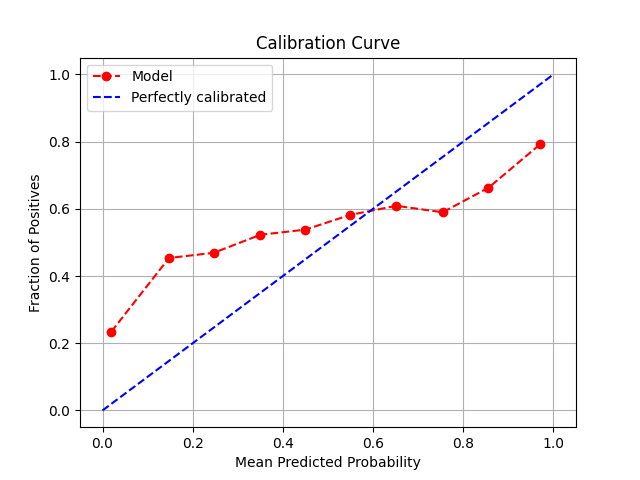 Calibration Curve
Model
Perfectly calibrated
1.0
0.8
0.6
0.4
0.2
0.0
Fraction of Positives
0.0 0.2 0.4 0.6 0.8 1.0
Mean Predicted Probability